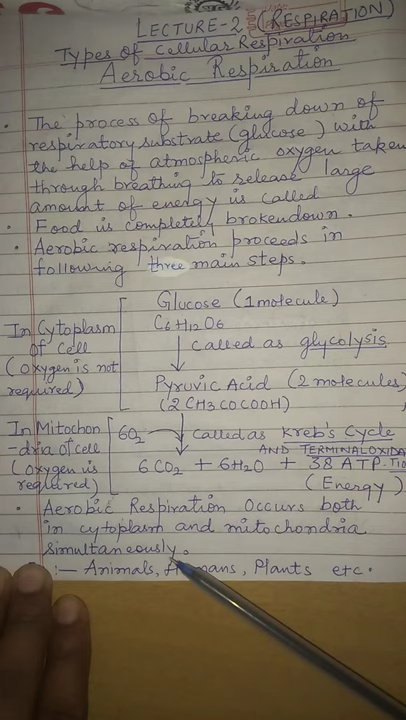 LECTURE-2 (RESPIRATION)
Types of Cellular Respiration
Aerobic Respiration
• The process of breaking down of
respiratory substrate (glucose) with
the help of atmospheric oxygen taken
through breathing to release large
amount of energy is called
• Food is completely brokendown.
• Aerobic respiration proceeds in
following three main steps.
Glucose (1 molecule)
C6H12O6
In Cytoplasm
of Cell
(oxygen is not
required)
called as glycolysis
Pyruvic Acid (2 molecules)
(2 CH3COCOOH)
In Mitochon
-dria of cell
(oxygen is
required)
6O2 called as Kreb's Cycle
AND TERMINAL OXIDA
TIO
6CO2 + 6H2O + 38 ATP
(Energy)
• Aerobic Respiration Occurs both
in cytoplasm and mitochondria
simultaneously.
:— Animals, Plants etc.